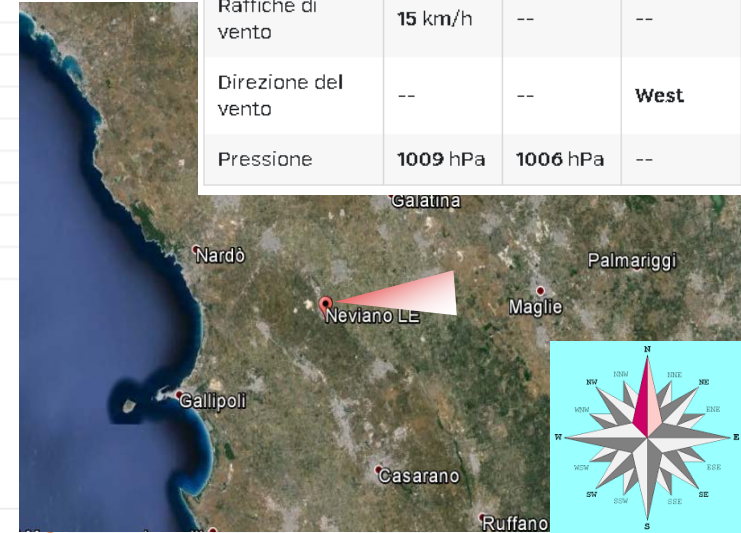 Raffiche di
vento
15 km/h
--
--
Direzione del
vento
--
--
West
Pressione
1009 hPa
1006 hPa
--
Galatina
Nardò
Palmariggi
Neviano LE
Maglie
Gallipoli
Casarano
Ruffano
N
NNW
NNE
NW
NE
WNW
ENE
W
E
WSW
ESE
SW
SE
SSW
SSE
S